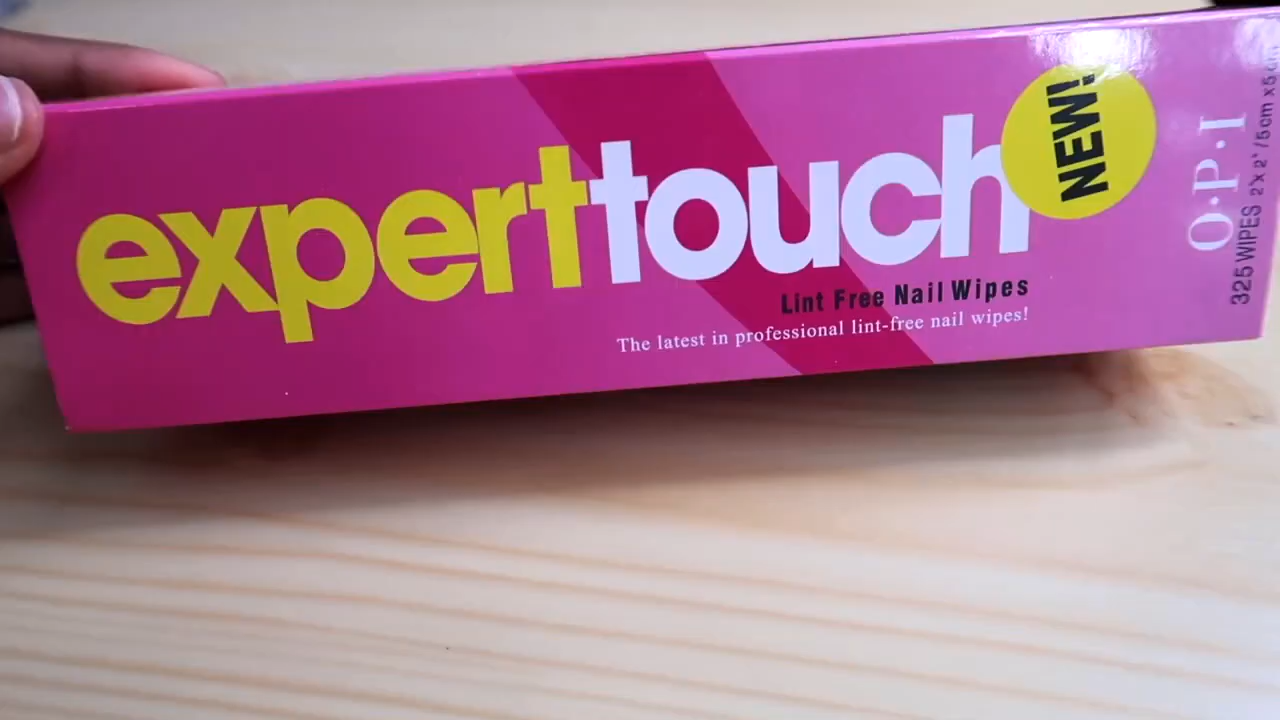 experttouch
Lint Free Nail Wipes
The latest in professional lint-free nail wipes!
NEW!
O·P·I
325 WIPES 2"x 2" / 5cm x 5